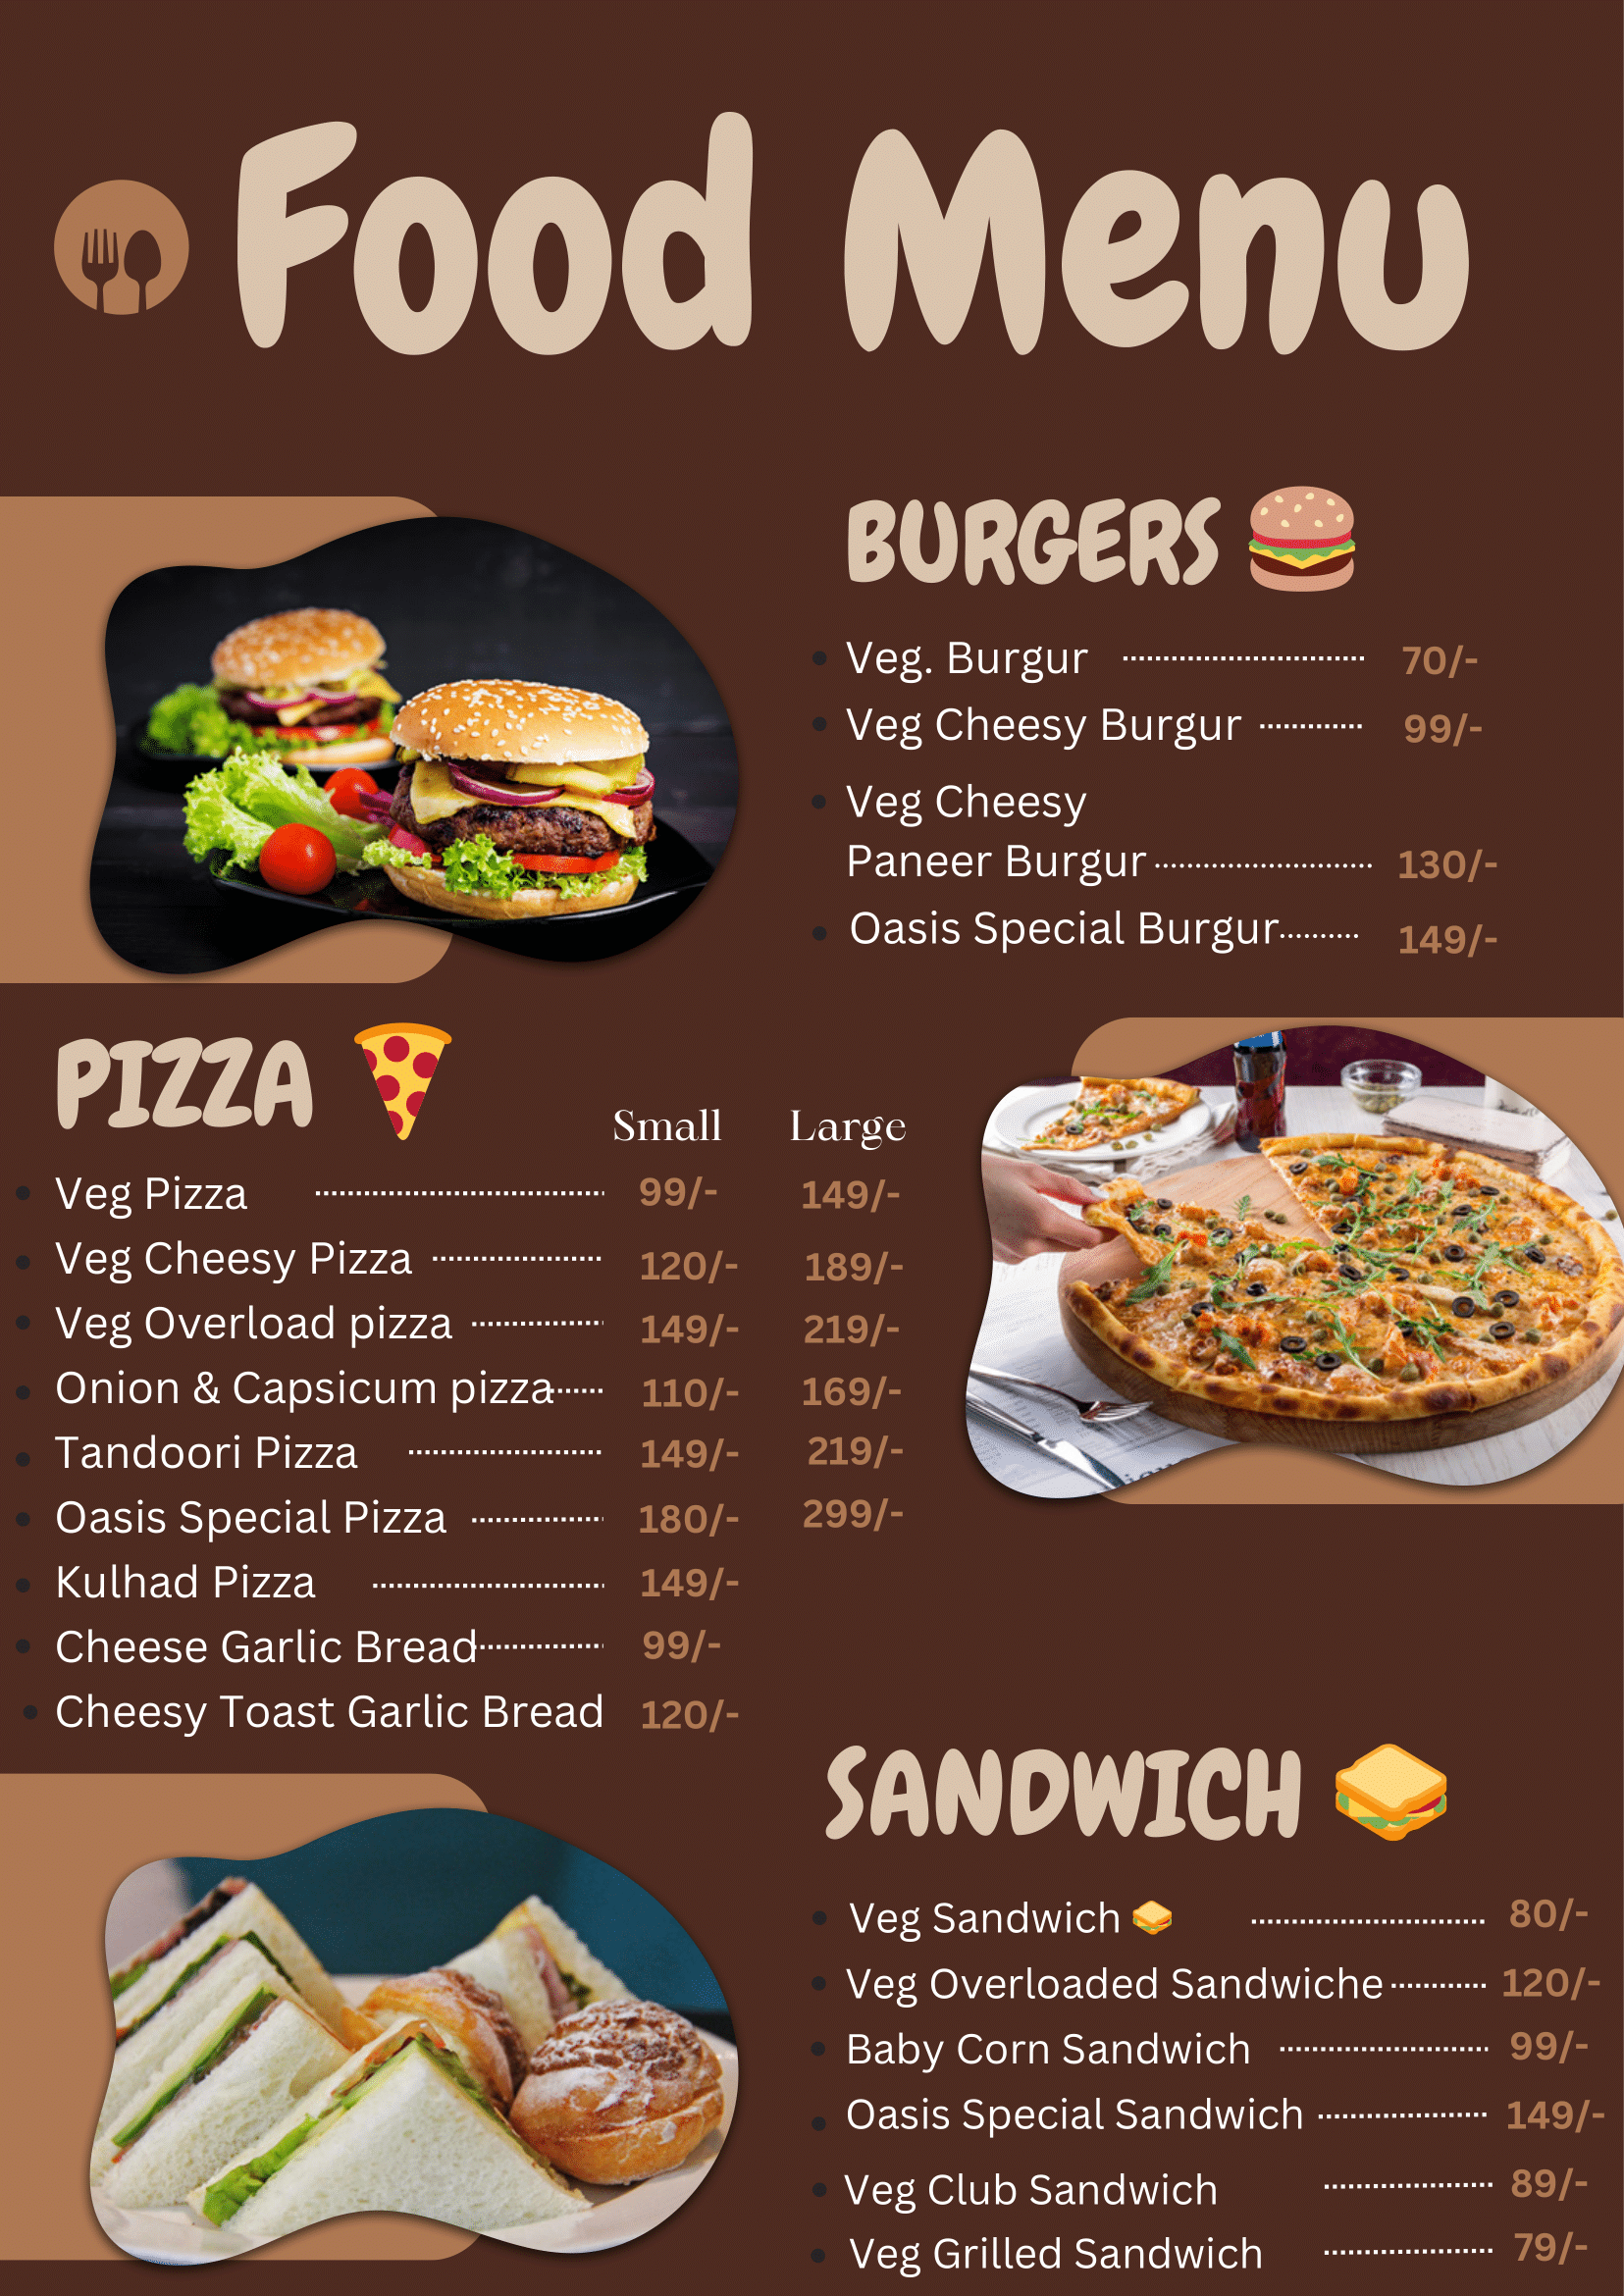 Food Menu
BURGERS
Veg. Burgur 70/-
Veg Cheesy Burgur 99/-
Veg Cheesy
Paneer Burgur 130/-
Oasis Special Burgur 149/-
PIZZA
Small Large
Veg Pizza 99/- 149/-
Veg Cheesy Pizza 120/- 189/-
Veg Overload pizza 149/- 219/-
Onion & Capsicum pizza 110/- 169/-
Tandoori Pizza 149/- 219/-
Oasis Special Pizza 180/- 299/-
Kulhad Pizza 149/-
Cheese Garlic Bread 99/-
Cheesy Toast Garlic Bread 120/-
SANDWICH
Veg Sandwich 80/-
Veg Overloaded Sandwiche 120/-
Baby Corn Sandwich 99/-
Oasis Special Sandwich 149/-
Veg Club Sandwich 89/-
Veg Grilled Sandwich 79/-